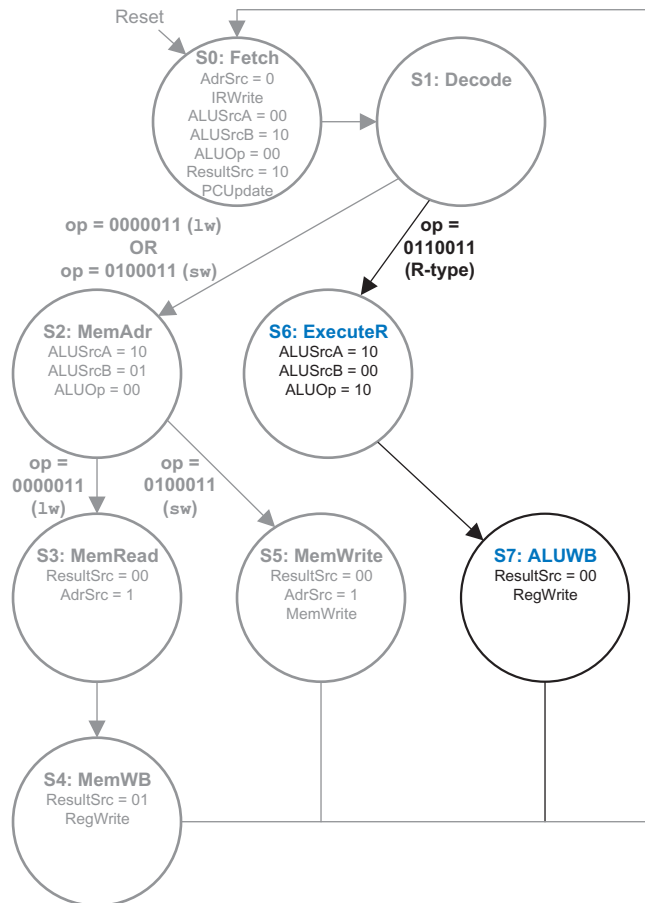 Reset
S0: Fetch
AdrSrc = 0
IRWrite
ALUSrcA = 00
ALUSrcB = 10
ALUOp = 00
ResultSrc = 10
PCUpdate
S1: Decode
op = 0000011 (lw)
OR
op = 0100011 (sw)
op =
0110011
(R-type)
S2: MemAdr
ALUSrcA = 10
ALUSrcB = 01
ALUOp = 00
S6: ExecuteR
ALUSrcA = 10
ALUSrcB = 00
ALUOp = 10
op =
0000011
(lw)
op =
0100011
(sw)
S3: MemRead
ResultSrc = 00
AdrSrc = 1
S5: MemWrite
ResultSrc = 00
AdrSrc = 1
MemWrite
S7: ALUWB
ResultSrc = 00
RegWrite
S4: MemWB
ResultSrc = 01
RegWrite